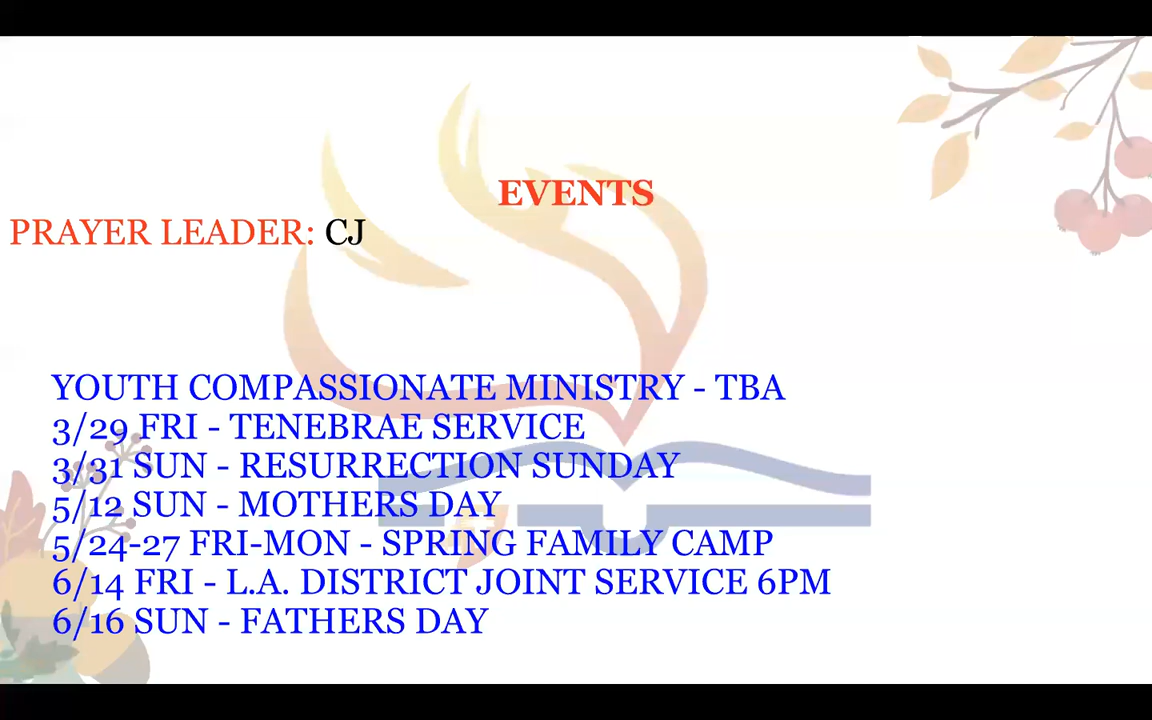 EVENTS
PRAYER LEADER: CJ
YOUTH COMPASSIONATE MINISTRY - TBA
3/29 FRI - TENEBRAE SERVICE
3/31 SUN - RESURRECTION SUNDAY
5/12 SUN - MOTHERS DAY
5/24-27 FRI-MON - SPRING FAMILY CAMP
6/14 FRI - L.A. DISTRICT JOINT SERVICE 6PM
6/16 SUN - FATHERS DAY